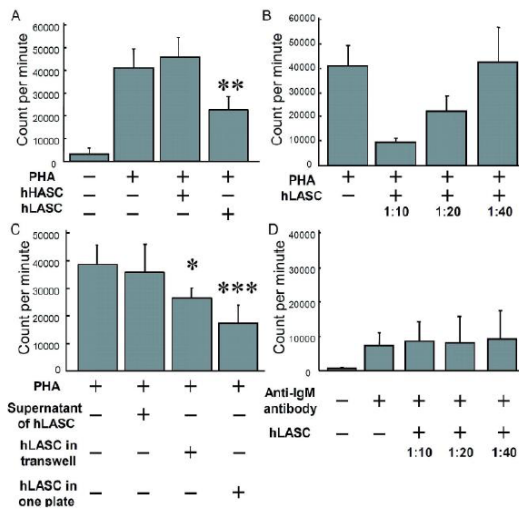 A
Count per minute
60000
50000
40000
30000
20000
10000
0
**
PHA − + + +
hHASC − − + −
hLASC − − − +
B
Count per minute
60000
50000
40000
30000
20000
10000
0
PHA + + + +
hLASC − + + +
1:10 1:20 1:40
C
Count per minute
50000
40000
30000
20000
10000
0
* ***
PHA + + + +
Supernatant
of hLASC − + − −
hLASC in
transwell − − + −
hLASC in
one plate − − − +
D
Count per minute
40000
30000
20000
10000
0
Anti-IgM
antibody − + + + +
hLASC − − + + +
1:10 1:20 1:40